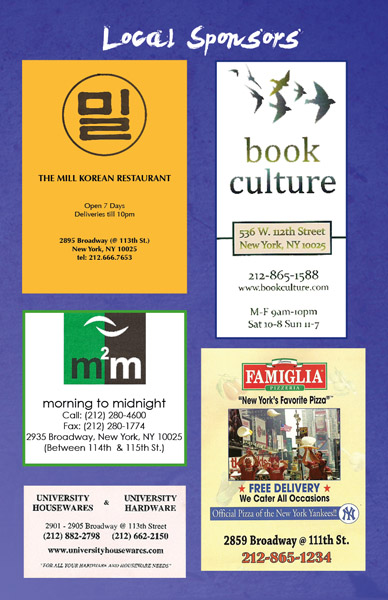 Local Sponsors
밀
THE MILL KOREAN RESTAURANT
Open 7 Days
Deliveries till 10pm
2895 Broadway (@ 113th St.)
New York, NY 10025
tel: 212.666.7653
book
culture
536 W. 112th Street
New York, NY 10025
212-865-1588
www.bookculture.com
M-F 9am-10pm
Sat 10-8 Sun 11-7
m2m
morning to midnight
Call: (212) 280-4600
Fax: (212) 280-1774
2935 Broadway, New York, NY 10025
(Between 114th & 115th St.)
Famous
FAMIGLIA
PIZZERIA
"New York's Favorite Pizza"
★ FREE DELIVERY ★
We Cater All Occasions
Official Pizza of the New York Yankees!!
NY
2859 Broadway @ 111th St.
212-865-1234
UNIVERSITY HOUSEWARES & UNIVERSITY HARDWARE
2901 - 2905 Broadway @ 113th Street
(212) 882-2798 (212) 662-2150
www.universityhousewares.com
"FOR ALL YOUR HARDWARE AND HOUSEWARE NEEDS"